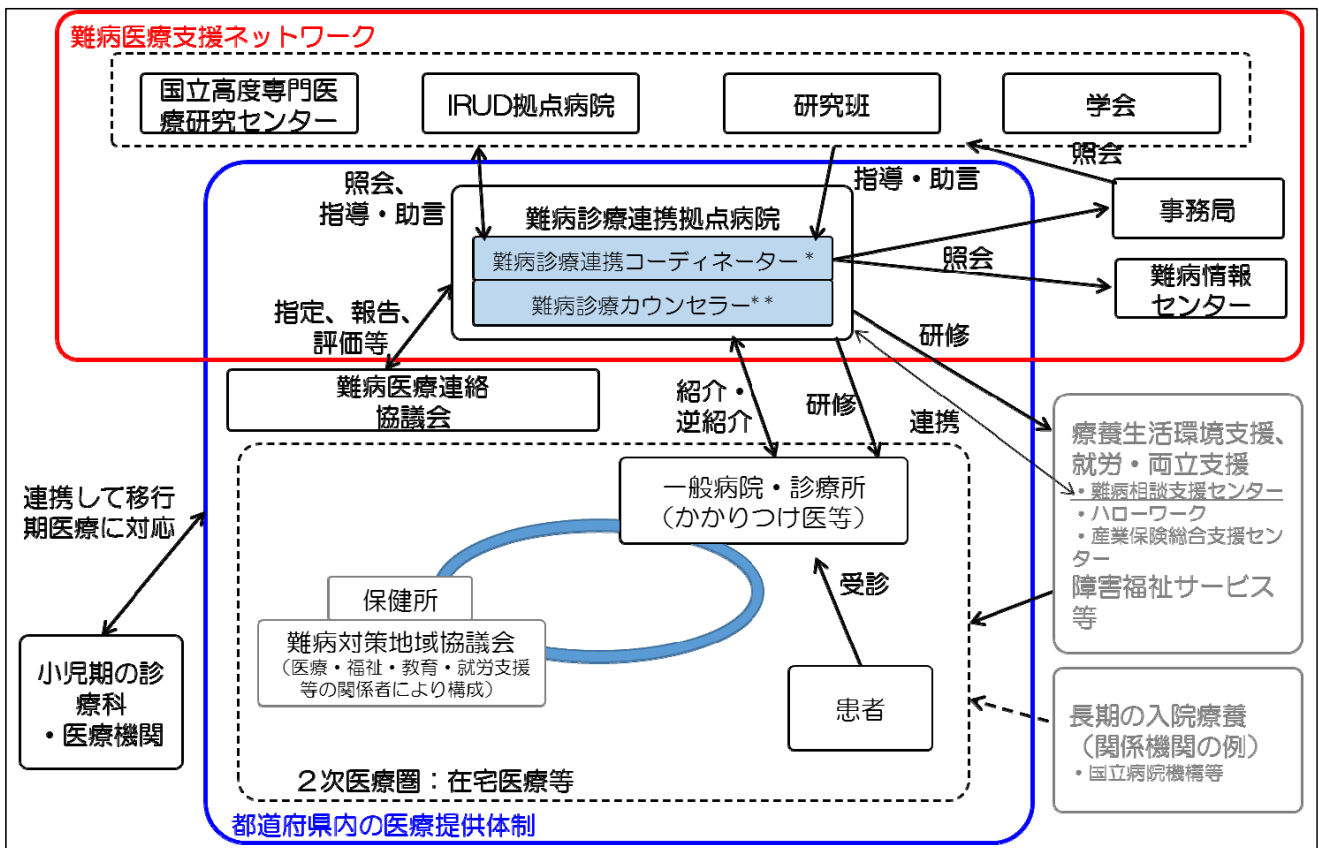 難病医療支援ネットワーク
国立高度専門医
療研究センター
IRUD拠点病院
研究班
学会
照会、
指導・助言
指導・助言
照会
事務局
難病診療連携拠点病院
難病診療連携コーディネーター*
難病診療カウンセラー**
照会
難病情報
センター
指定、報告、
評価等
研修
難病医療連絡
協議会
紹介・
逆紹介
研修
連携
療養生活環境支援、
就労・両立支援
・難病相談支援センター
・ハローワーク
・産業保険総合支援セン
ター
障害福祉サービス
等
連携して移行
期医療に対応
一般病院・診療所
（かかりつけ医等）
受診
保健所
難病対策地域協議会
（医療・福祉・教育・就労支援
等の関係者により構成）
小児期の診
療科
・医療機関
患者
長期の入院療養
（関係機関の例）
・国立病院機構等
２次医療圏：在宅医療等
都道府県内の医療提供体制